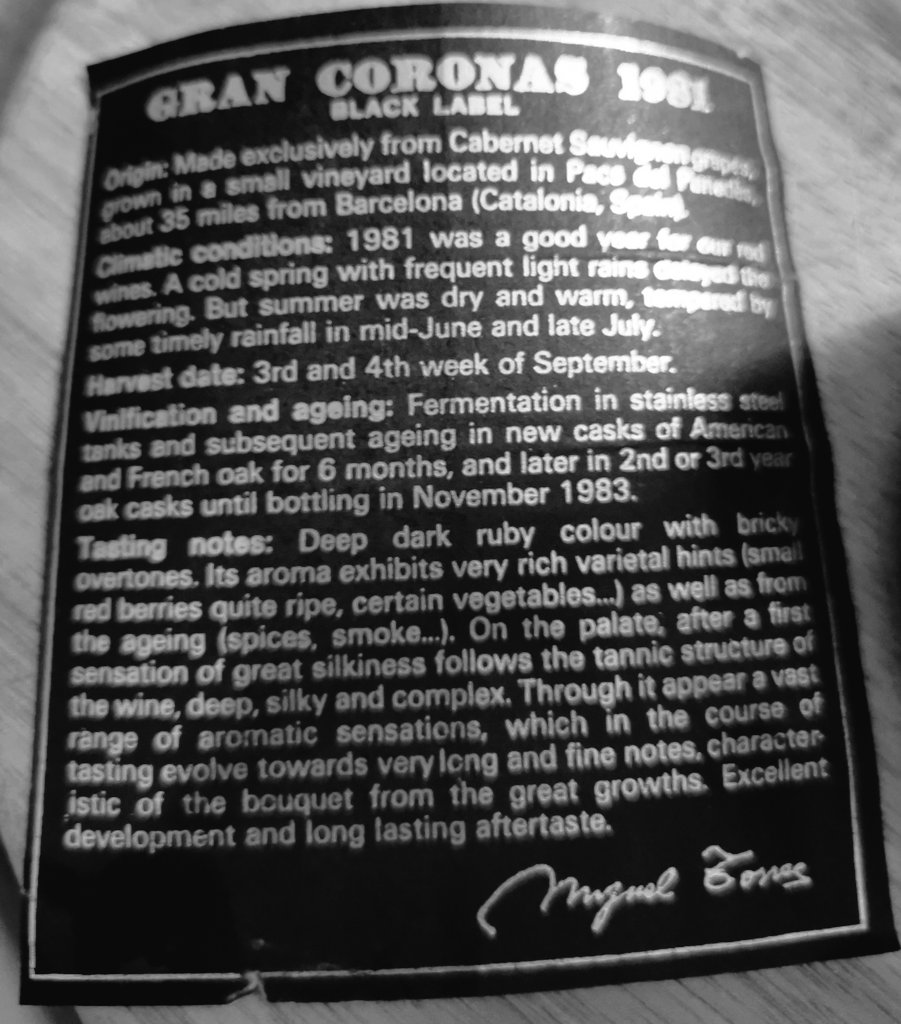 GRAN CORONAS 1981
BLACK LABEL
Origin: Made exclusively from Cabernet Sauvignon grapes,
grown in a small vineyard located in Pacs del Penedès,
about 35 miles from Barcelona (Catalonia, Spain).
Climatic conditions: 1981 was a good year for our red
wines. A cold spring with frequent light rains delayed the
flowering. But summer was dry and warm, tempered by
some timely rainfall in mid-June and late July.
Harvest date: 3rd and 4th week of September.
Vinification and ageing: Fermentation in stainless steel
tanks and subsequent ageing in new casks of American
and French oak for 6 months, and later in 2nd or 3rd year
oak casks until bottling in November 1983.
Tasting notes: Deep dark ruby colour with bricky
overtones. Its aroma exhibits very rich varietal hints (small
red berries quite ripe, certain vegetables...) as well as from
the ageing (spices, smoke...). On the palate, after a first
sensation of great silkiness follows the tannic structure of
the wine, deep, silky and complex. Through it appear a vast
range of aromatic sensations, which in the course of
tasting evolve towards very long and fine notes, character-
istic of the bouquet from the great growths. Excellent
development and long lasting aftertaste.
Miguel Torres